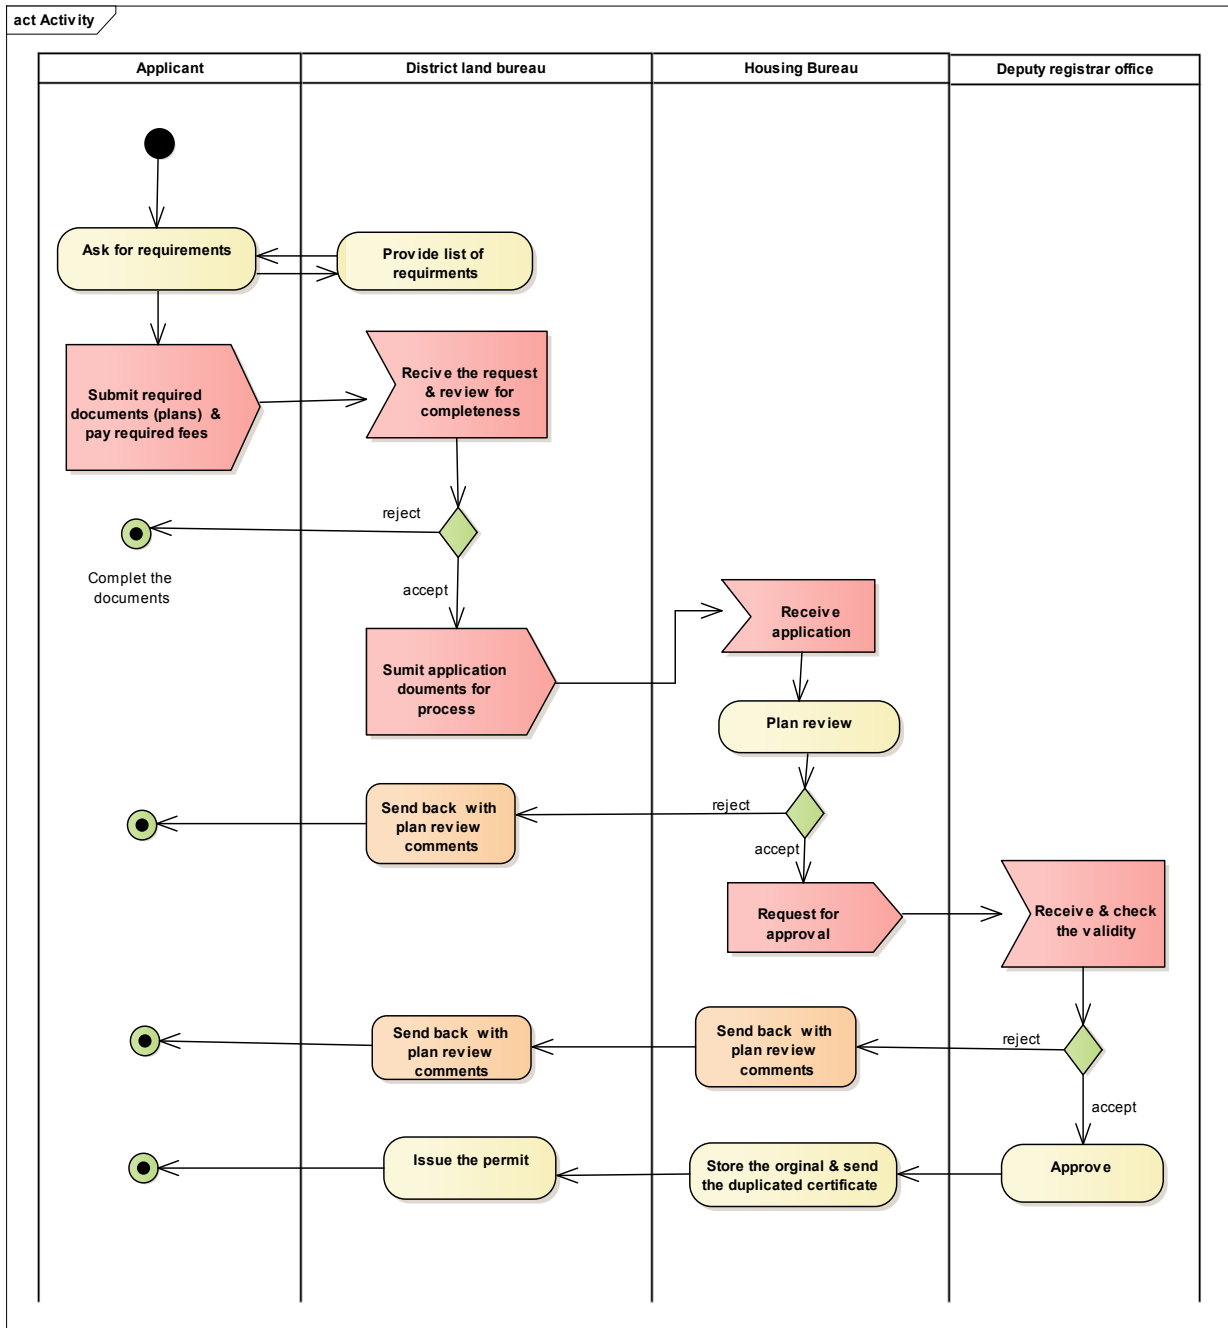 act Activity
Applicant
District land bureau
Housing Bureau
Deputy registrar office
Ask for requirements
Provide list of
requirments
Submit required
documents (plans) &
pay required fees
Recive the request
& review for
completeness
reject
Complet the
documents
accept
Sumit application
douments for
process
Receive
application
Plan review
reject
Send back with
plan review
comments
accept
Request for
approval
Receive & check
the validity
reject
Send back with
plan review
comments
Send back with
plan review
comments
accept
Approve
Store the orginal & send
the duplicated certificate
Issue the permit